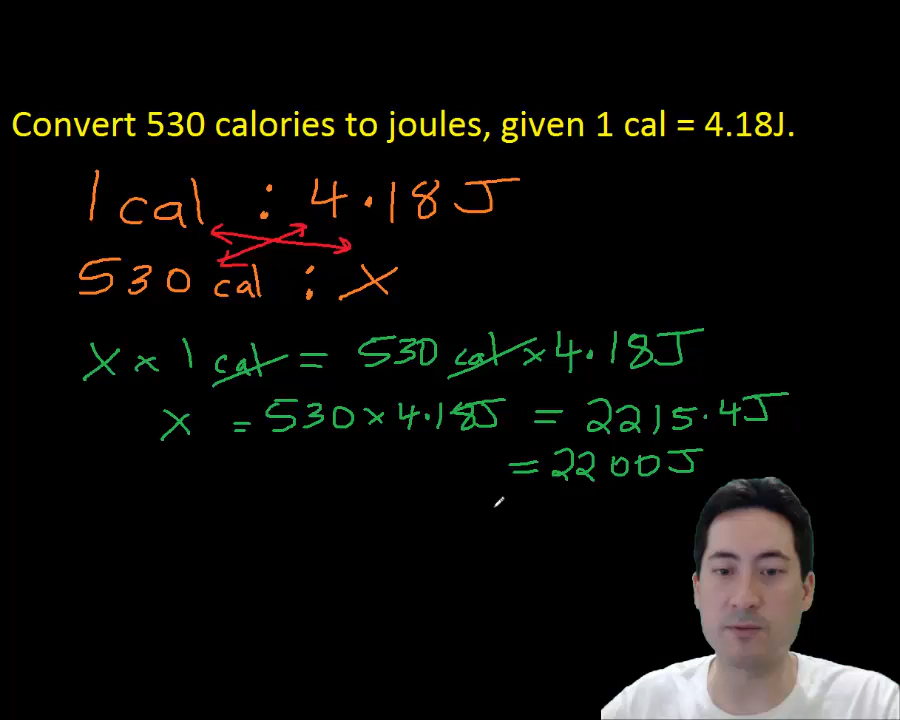 Convert 530 calories to joules, given 1 cal = 4.18J.
1 cal : 4.18 J
530 cal : X
X × 1 cal = 530 cal × 4.18J
X = 530 × 4.18J = 2215.4J
= 2200J